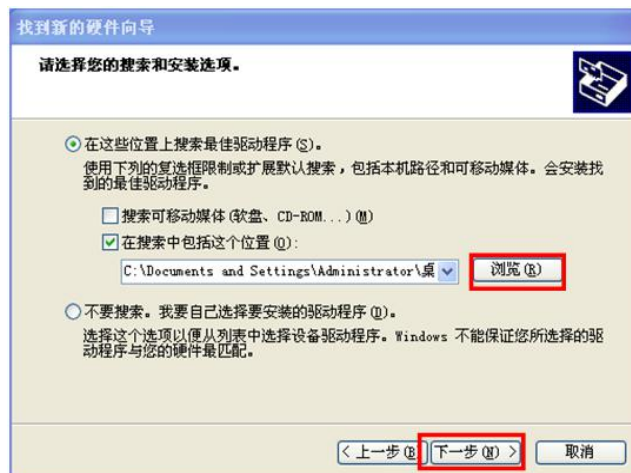 找到新的硬件向导
请选择您的搜索和安装选项。
在这些位置上搜索最佳驱动程序(S)。
使用下列的复选框限制或扩展默认搜索，包括本机路径和可移动媒体。会安装找
到的最佳驱动程序。
搜索可移动媒体(软盘、CD-ROM...)(M)
在搜索中包括这个位置(O):
C:\Documents and Settings\Administrator\桌
浏览(R)
不要搜索。我要自己选择要安装的驱动程序(D)。
选择这个选项以便从列表中选择设备驱动程序。Windows 不能保证您所选择的驱
动程序与您的硬件最匹配。
< 上一步(B 下一步(N) > 取消